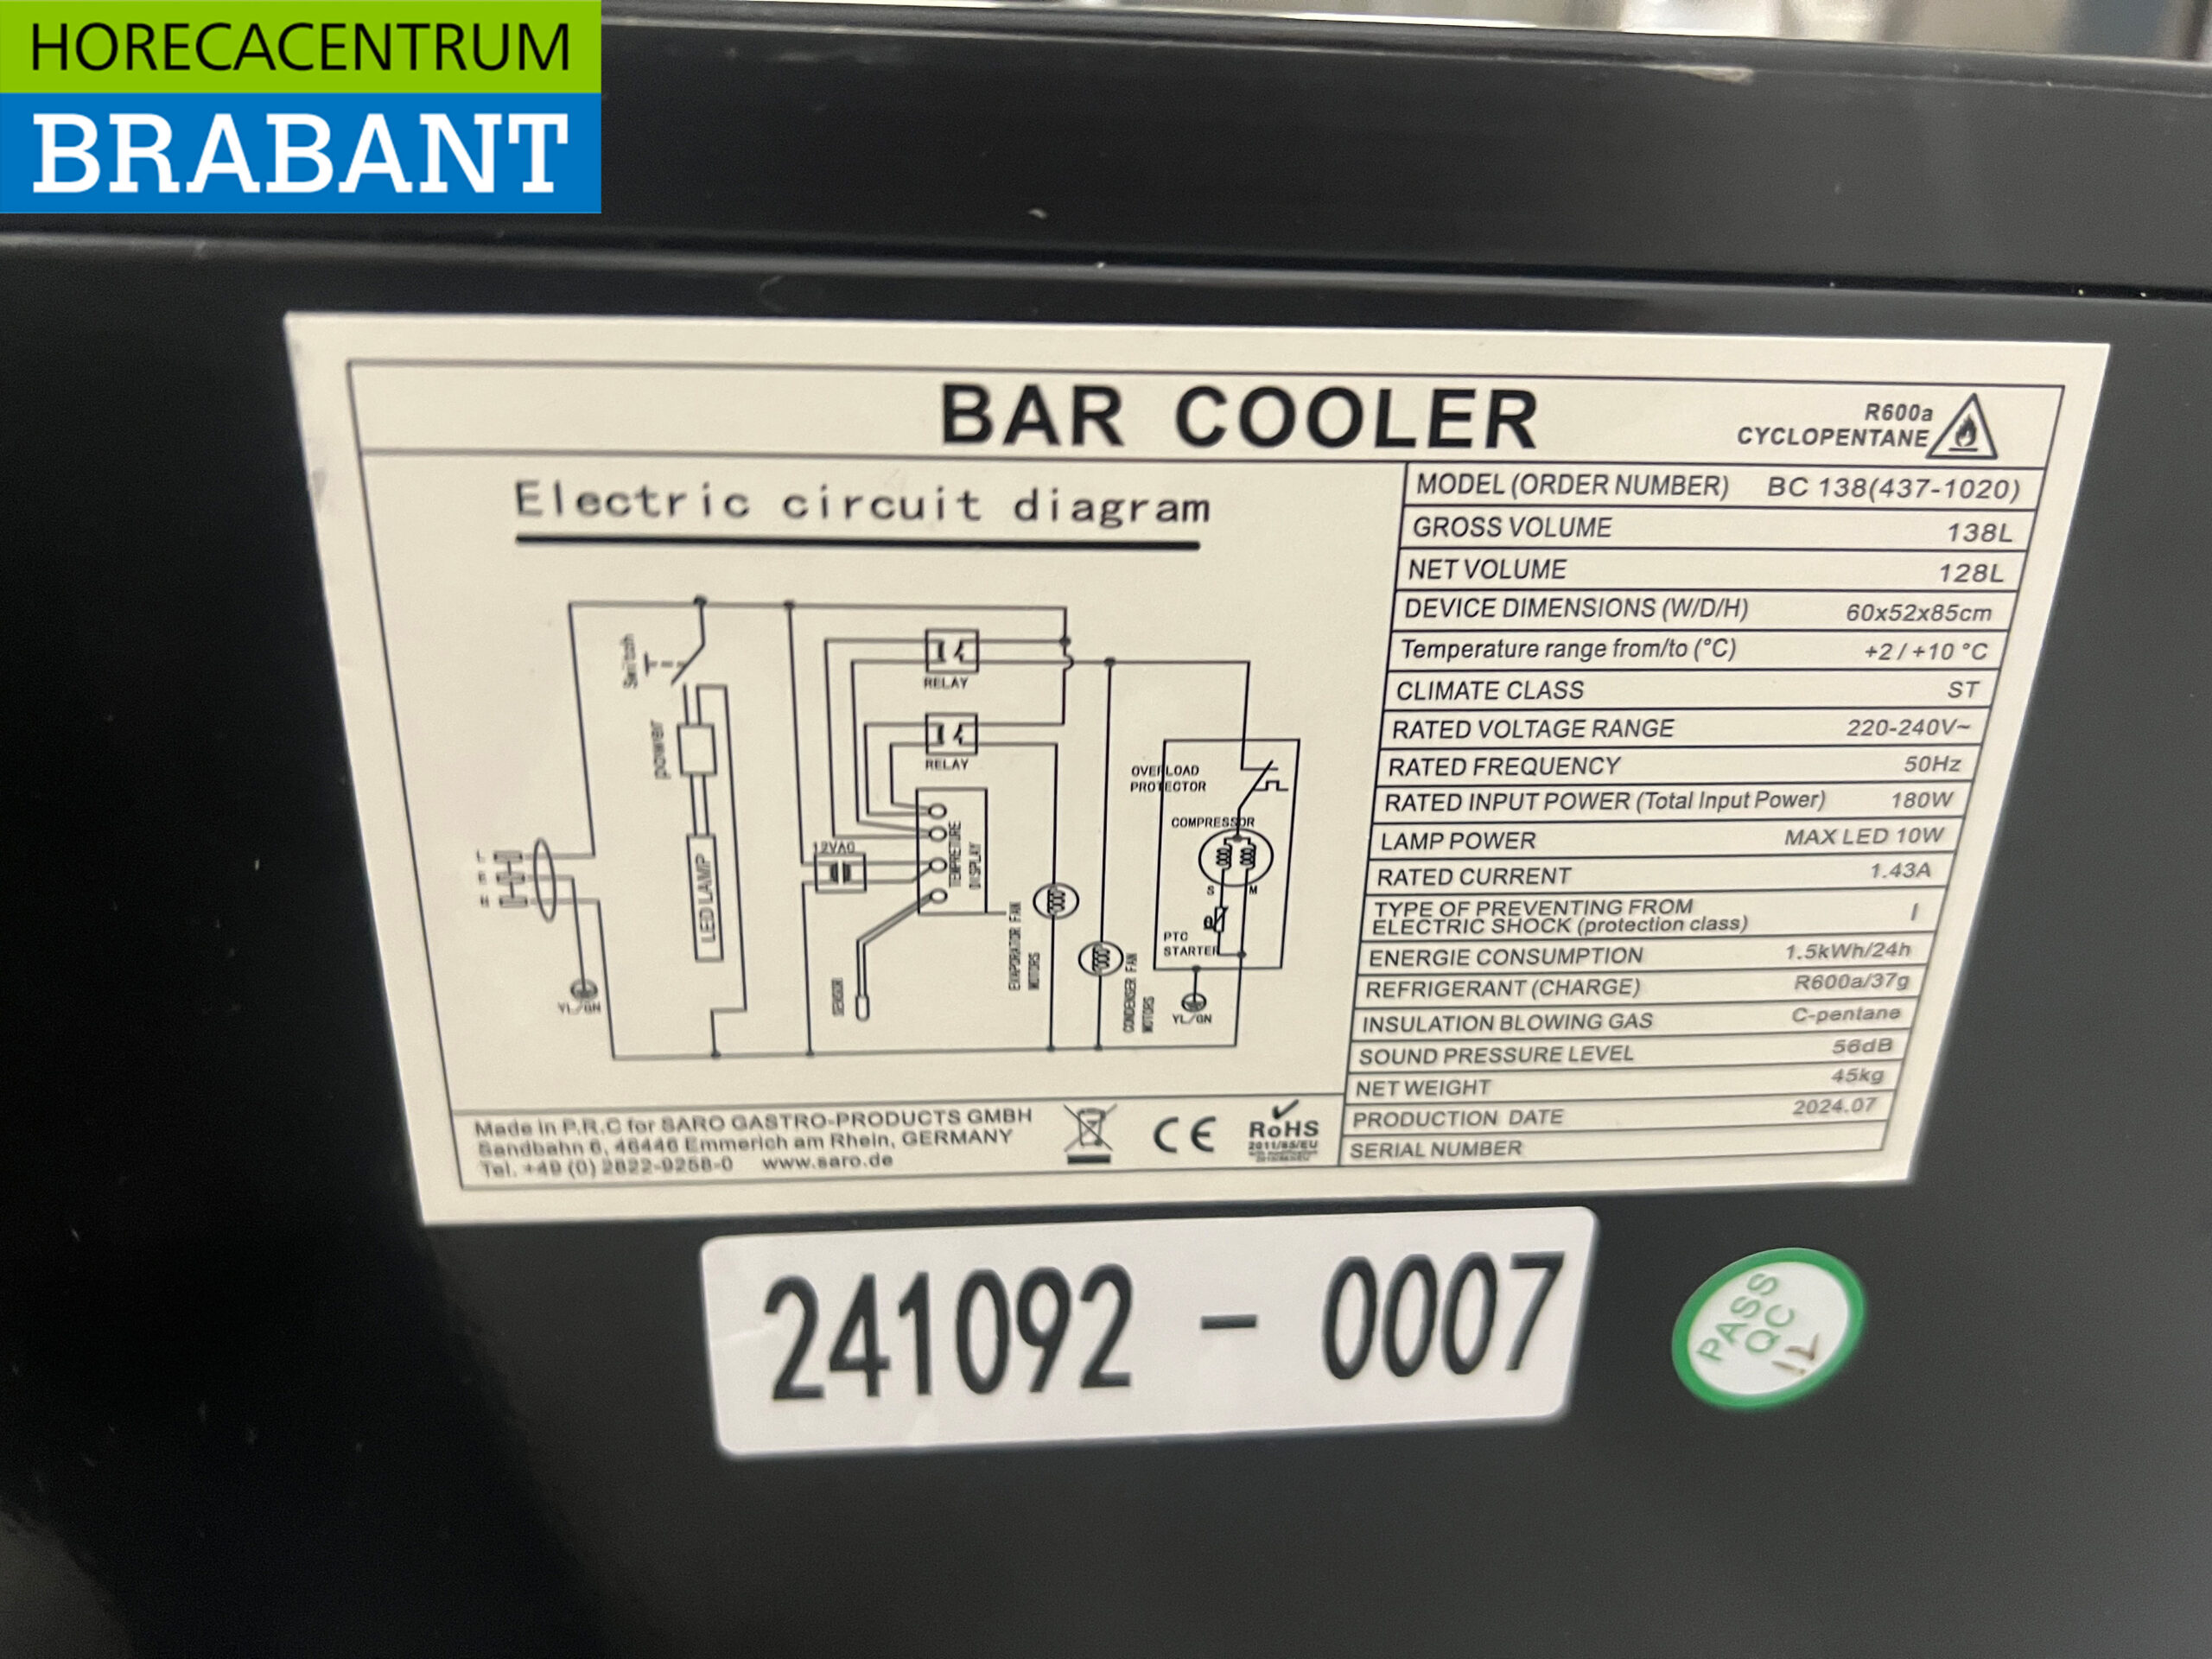 HORECACENTRUM
BRABANT
BAR COOLER
R600a
CYCLOPENTANE
Electric circuit diagram
Switch
power
LED LAMP
L
E
N
YL/GN
RELAY
RELAY
12VAC
TEMPRETURE
DISPLAY
SENSOR
EVAPORATOR FAN
MOTORS
CONDENSER FAN
MOTORS
OVERLOAD
PROTECTOR
COMPRESSOR
S M
θ
PTC
STARTER
YL/GN
MODEL (ORDER NUMBER) BC 138(437-1020)
GROSS VOLUME 138L
NET VOLUME 128L
DEVICE DIMENSIONS (W/D/H) 60x52x85cm
Temperature range from/to (°C) +2 / +10 °C
CLIMATE CLASS ST
RATED VOLTAGE RANGE 220-240V~
RATED FREQUENCY 50Hz
RATED INPUT POWER (Total Input Power) 180W
LAMP POWER MAX LED 10W
RATED CURRENT 1.43A
TYPE OF PREVENTING FROM
ELECTRIC SHOCK (protection class) I
ENERGIE CONSUMPTION 1.5kWh/24h
REFRIGERANT (CHARGE) R600a/37g
INSULATION BLOWING GAS C-pentane
SOUND PRESSURE LEVEL 56dB
NET WEIGHT 45kg
PRODUCTION DATE 2024.07
SERIAL NUMBER
Made in P.R.C for SARO GASTRO-PRODUCTS GMBH
Sandbahn 6, 46446 Emmerich am Rhein, GERMANY
Tel. +49 (0) 2822-9258-0 www.saro.de
CE
RoHS
2011/65/EU
241092 - 0007
PASS
QC
12